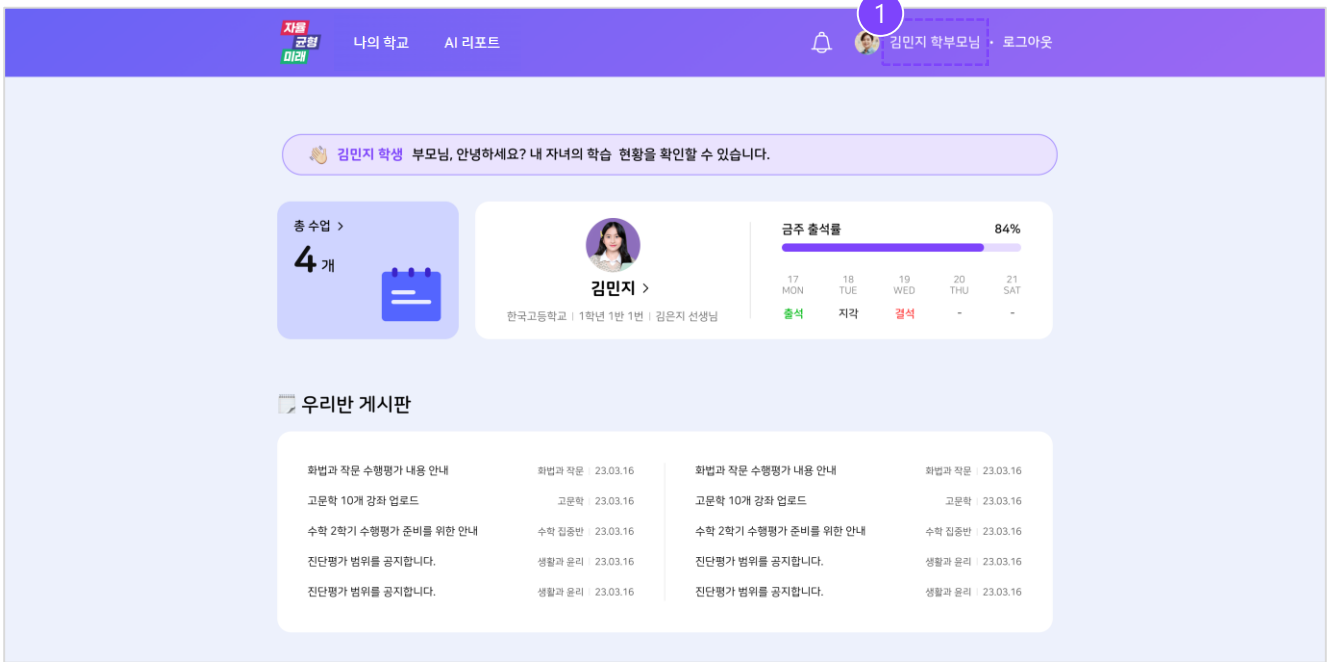 자율
균형
미래
나의 학교 AI 리포트
1
김민지 학부모님 · 로그아웃
👋🏻 김민지 학생 부모님, 안녕하세요? 내 자녀의 학습 현황을 확인할 수 있습니다.
총 수업 >
4 개
김민지 >
한국고등학교 | 1학년 1반 1번 | 김은지 선생님
금주 출석률 84%
17 18 19 20 21
MON TUE WED THU SAT
출석 지각 결석 - -
우리반 게시판
화법과 작문 수행평가 내용 안내 화법과 작문 | 23.03.16
고문학 10개 강좌 업로드 고문학 | 23.03.16
수학 2학기 수행평가 준비를 위한 안내 수학 집중반 | 23.03.16
진단평가 범위를 공지합니다. 생활과 윤리 | 23.03.16
진단평가 범위를 공지합니다. 생활과 윤리 | 23.03.16
화법과 작문 수행평가 내용 안내 화법과 작문 | 23.03.16
고문학 10개 강좌 업로드 고문학 | 23.03.16
수학 2학기 수행평가 준비를 위한 안내 수학 집중반 | 23.03.16
진단평가 범위를 공지합니다. 생활과 윤리 | 23.03.16
진단평가 범위를 공지합니다. 생활과 윤리 | 23.03.16